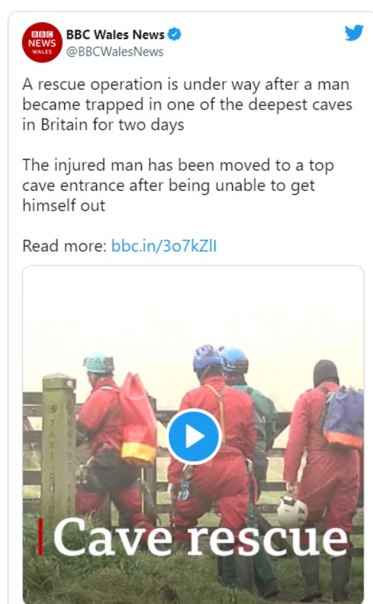 BBC
NEWS
WALES
BBC Wales News
@BBCWalesNews
A rescue operation is under way after a man
became trapped in one of the deepest caves
in Britain for two days
The injured man has been moved to a top
cave entrance after being unable to get
himself out
Read more: bbc.in/3o7kZlI
Cave rescue